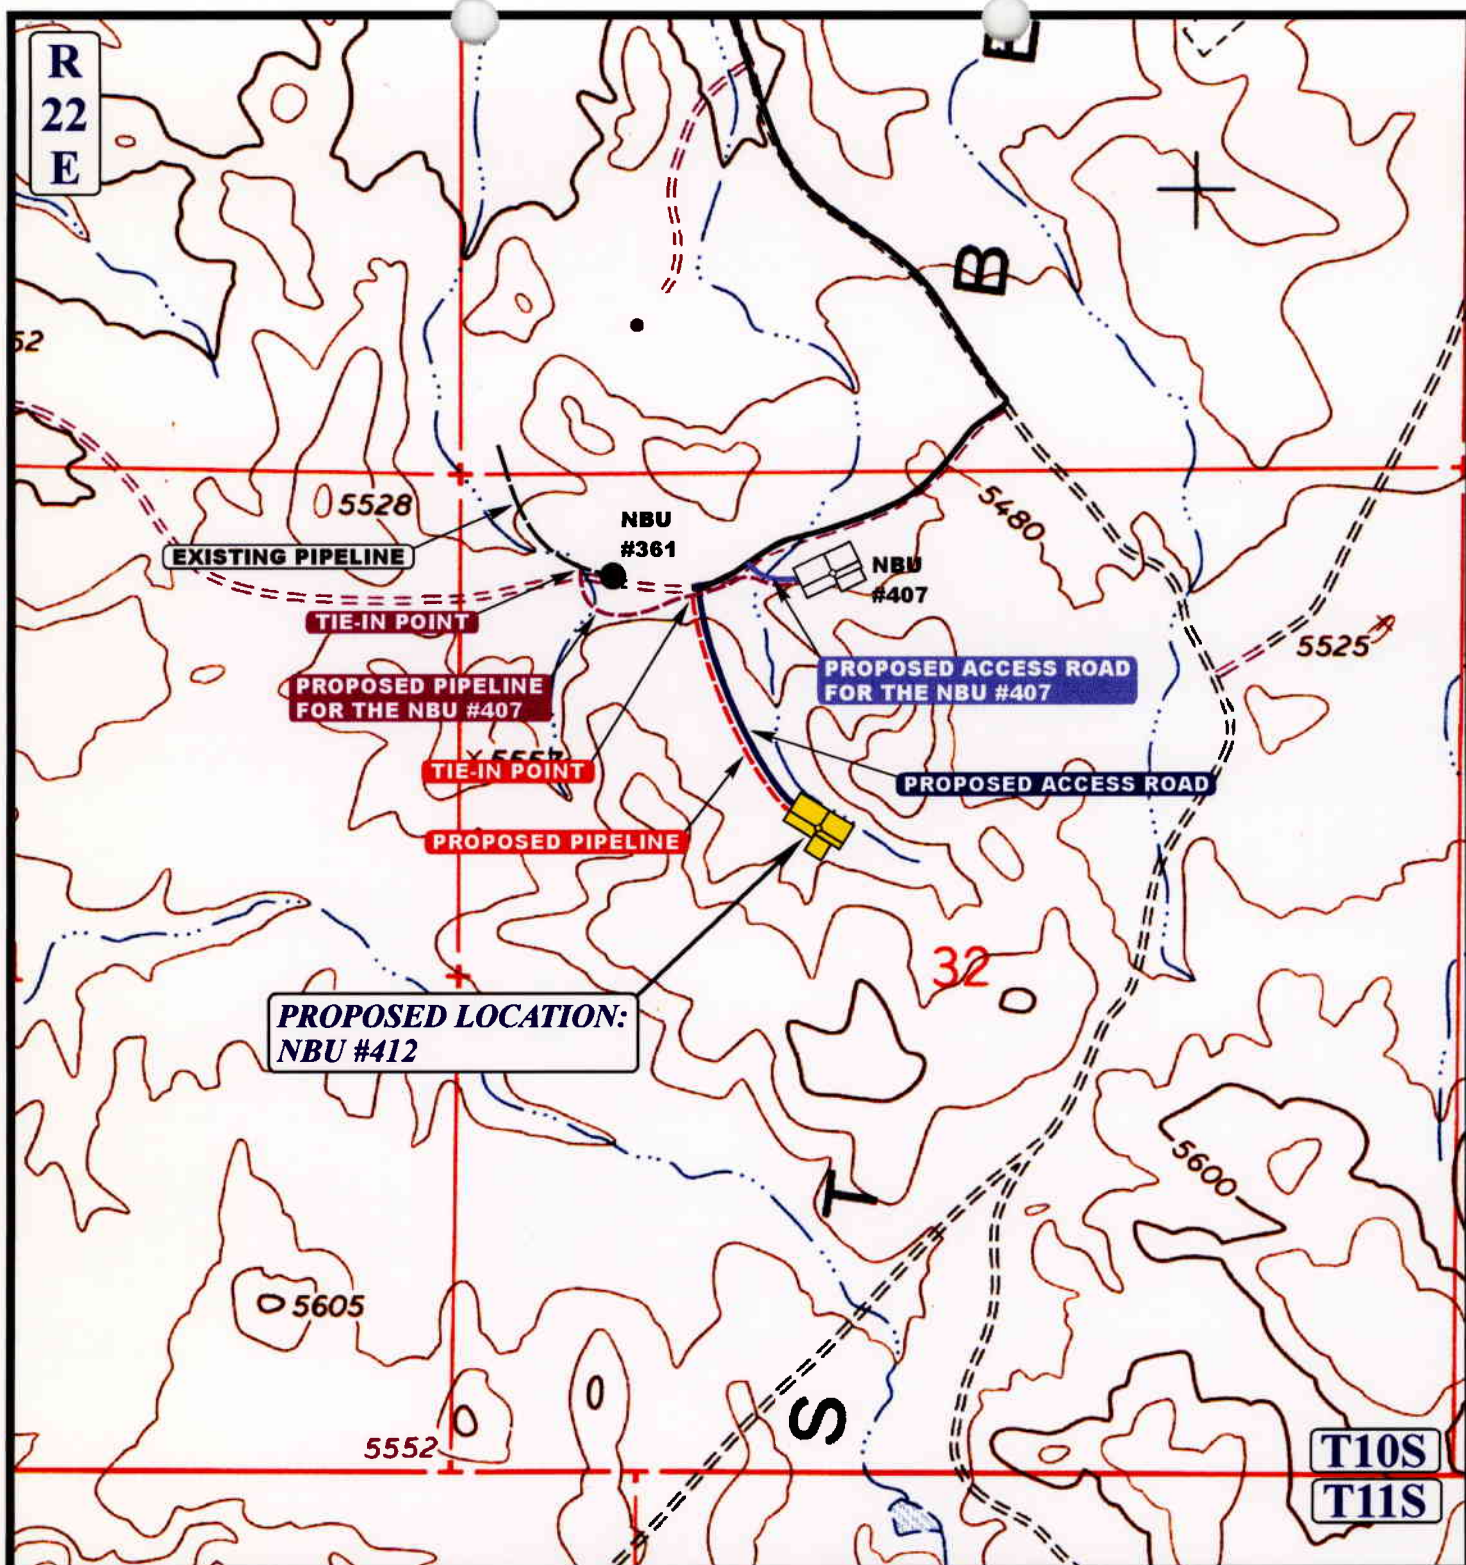 R
22
E
B
52
B
5528
5480
EXISTING PIPELINE
NBU
#361
NBU
#407
TIE-IN POINT
5525
PROPOSED ACCESS ROAD
FOR THE NBU #407
PROPOSED PIPELINE
FOR THE NBU #407
5557
TIE-IN POINT
PROPOSED ACCESS ROAD
PROPOSED PIPELINE
32
PROPOSED LOCATION:
NBU #412
T
5600
5605
S
5552
T10S
T11S